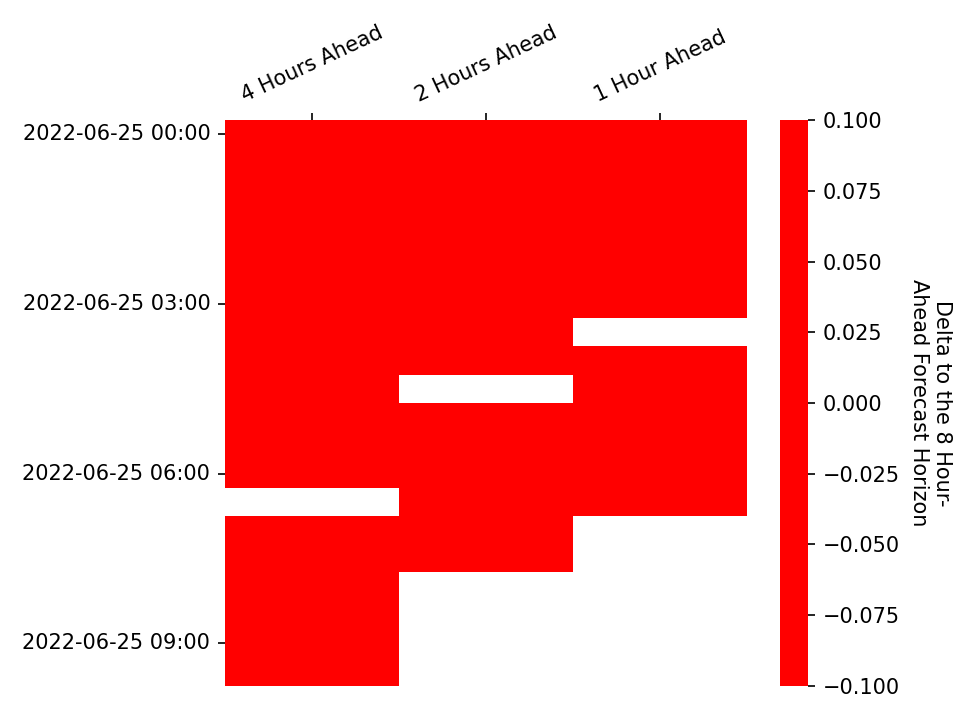 4 Hours Ahead
2 Hours Ahead
1 Hour Ahead
2022-06-25 00:00
2022-06-25 03:00
2022-06-25 06:00
2022-06-25 09:00
0.100
0.075
0.050
0.025
0.000
−0.025
−0.050
−0.075
−0.100
Delta to the 8 Hour-
Ahead Forecast Horizon